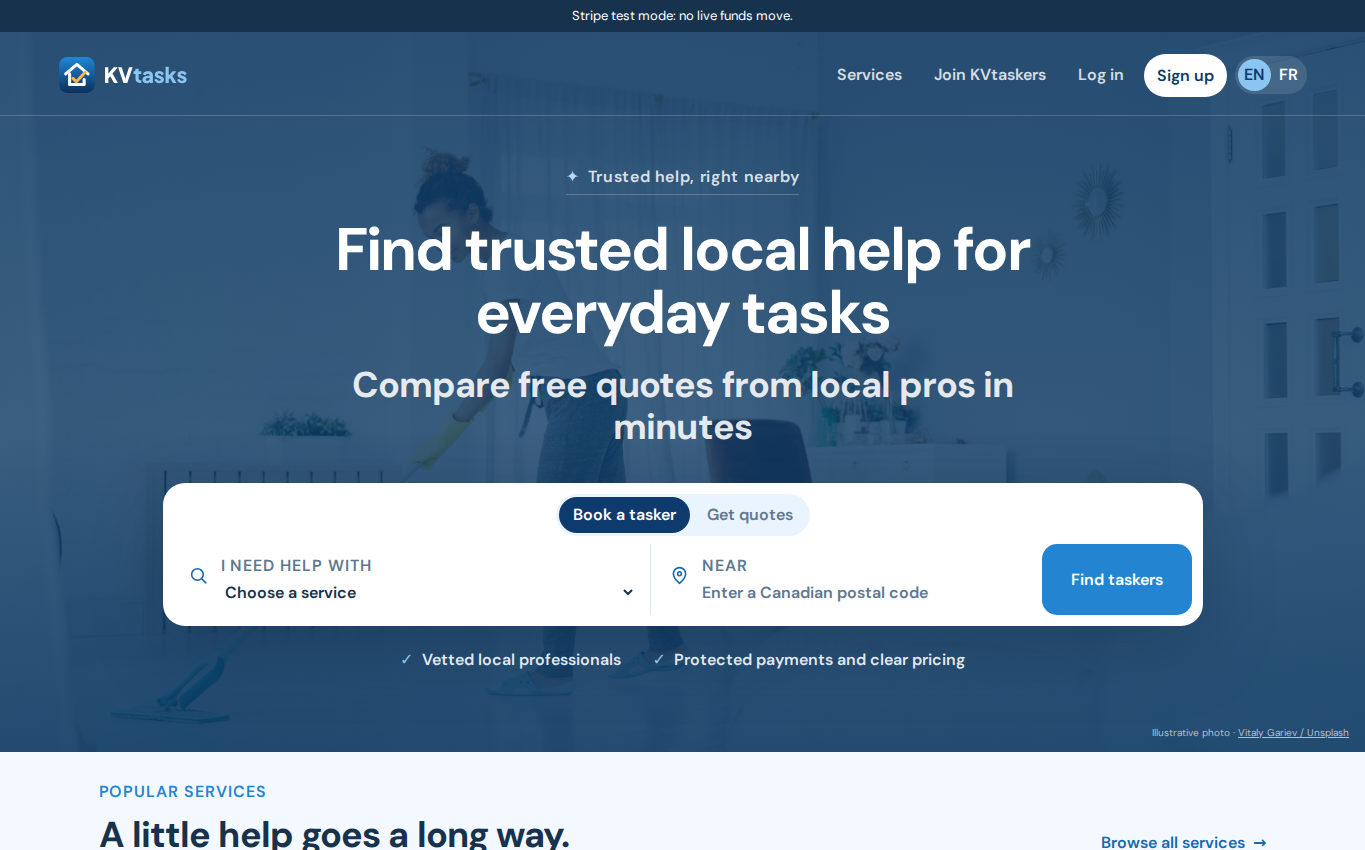 Stripe test mode: no live funds move.
KVtasks
Services
Join KVtaskers
Log in
Sign up
EN
FR
✦ Trusted help, right nearby
Find trusted local help for
everyday tasks
Compare free quotes from local pros in
minutes
Book a tasker
Get quotes
I NEED HELP WITH
Choose a service
NEAR
Enter a Canadian postal code
Find taskers
✓ Vetted local professionals
✓ Protected payments and clear pricing
Illustrative photo · Vitaly Gariev / Unsplash
POPULAR SERVICES
A little help goes a long way.
Browse all services →